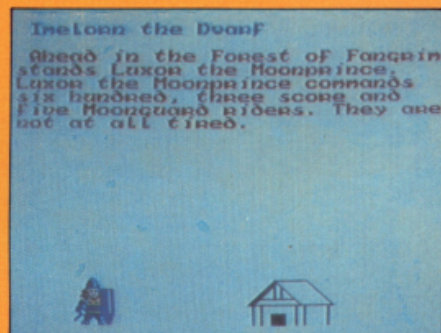 Imelorn the Dwarf
Ahead in the Forest of Fangrim
stands Luxor the Moonprince.
Luxor the Moonprince commands
six hundred, three score and
five Moonguard riders. They are
not at all tired.